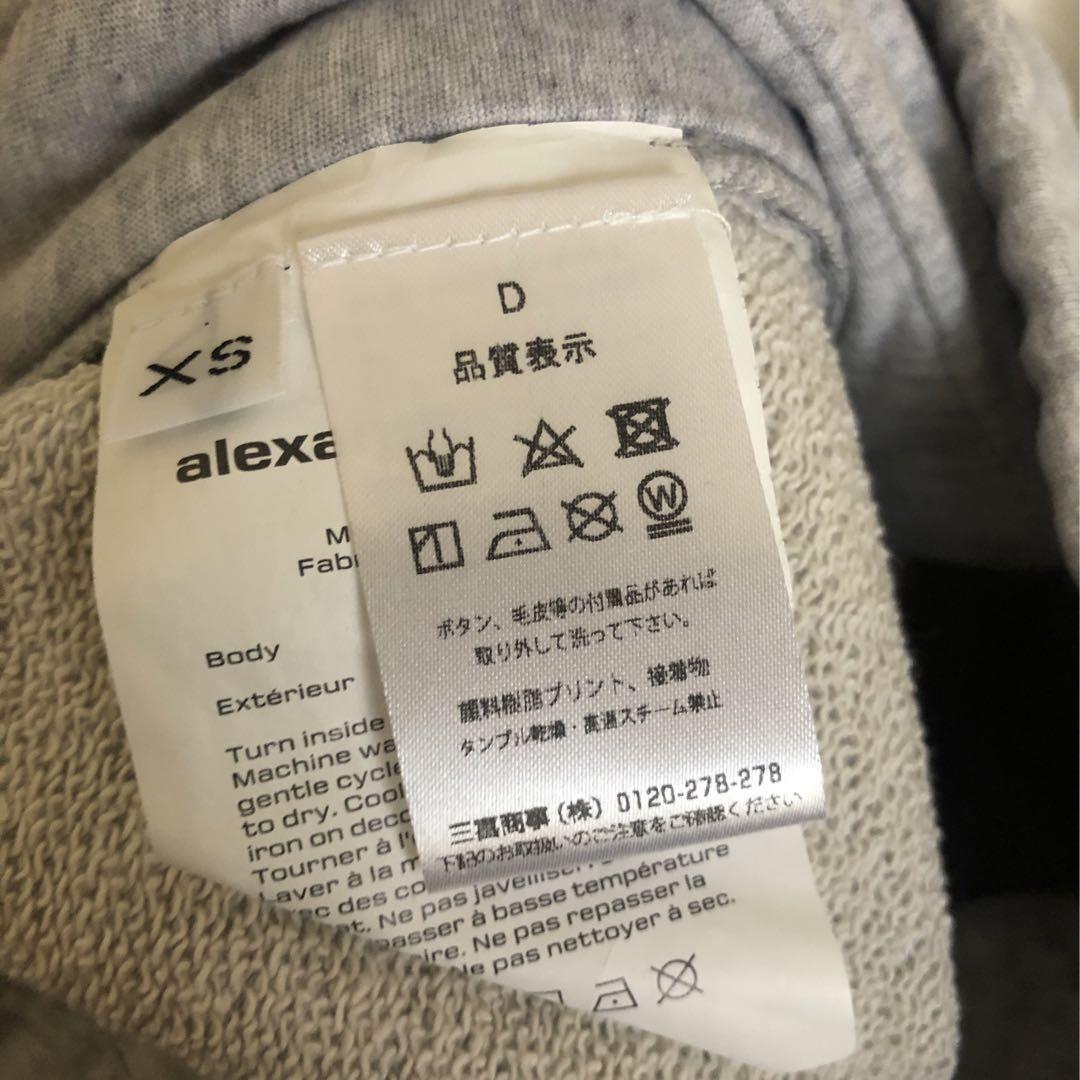 XS
alexa
M
Fab
Body
Extérieur
Turn inside
Machine wa
gentle cycle
to dry. Cool
iron on deco
Tourner à l'
Laver à la m
ec des co
Ne pas javellis
passer à basse température
ire. Ne pas repasser la
Ne pas nettoyer à sec.
D
品質表示
W
ボタン、毛皮等の付属品があれば
取り外して洗って下さい。
顔料樹脂プリント、接着物
タンブル乾燥・高温スチーム禁止
三喜商事(株) 0120-278-278
下記のお取扱いのご注意をご確認ください